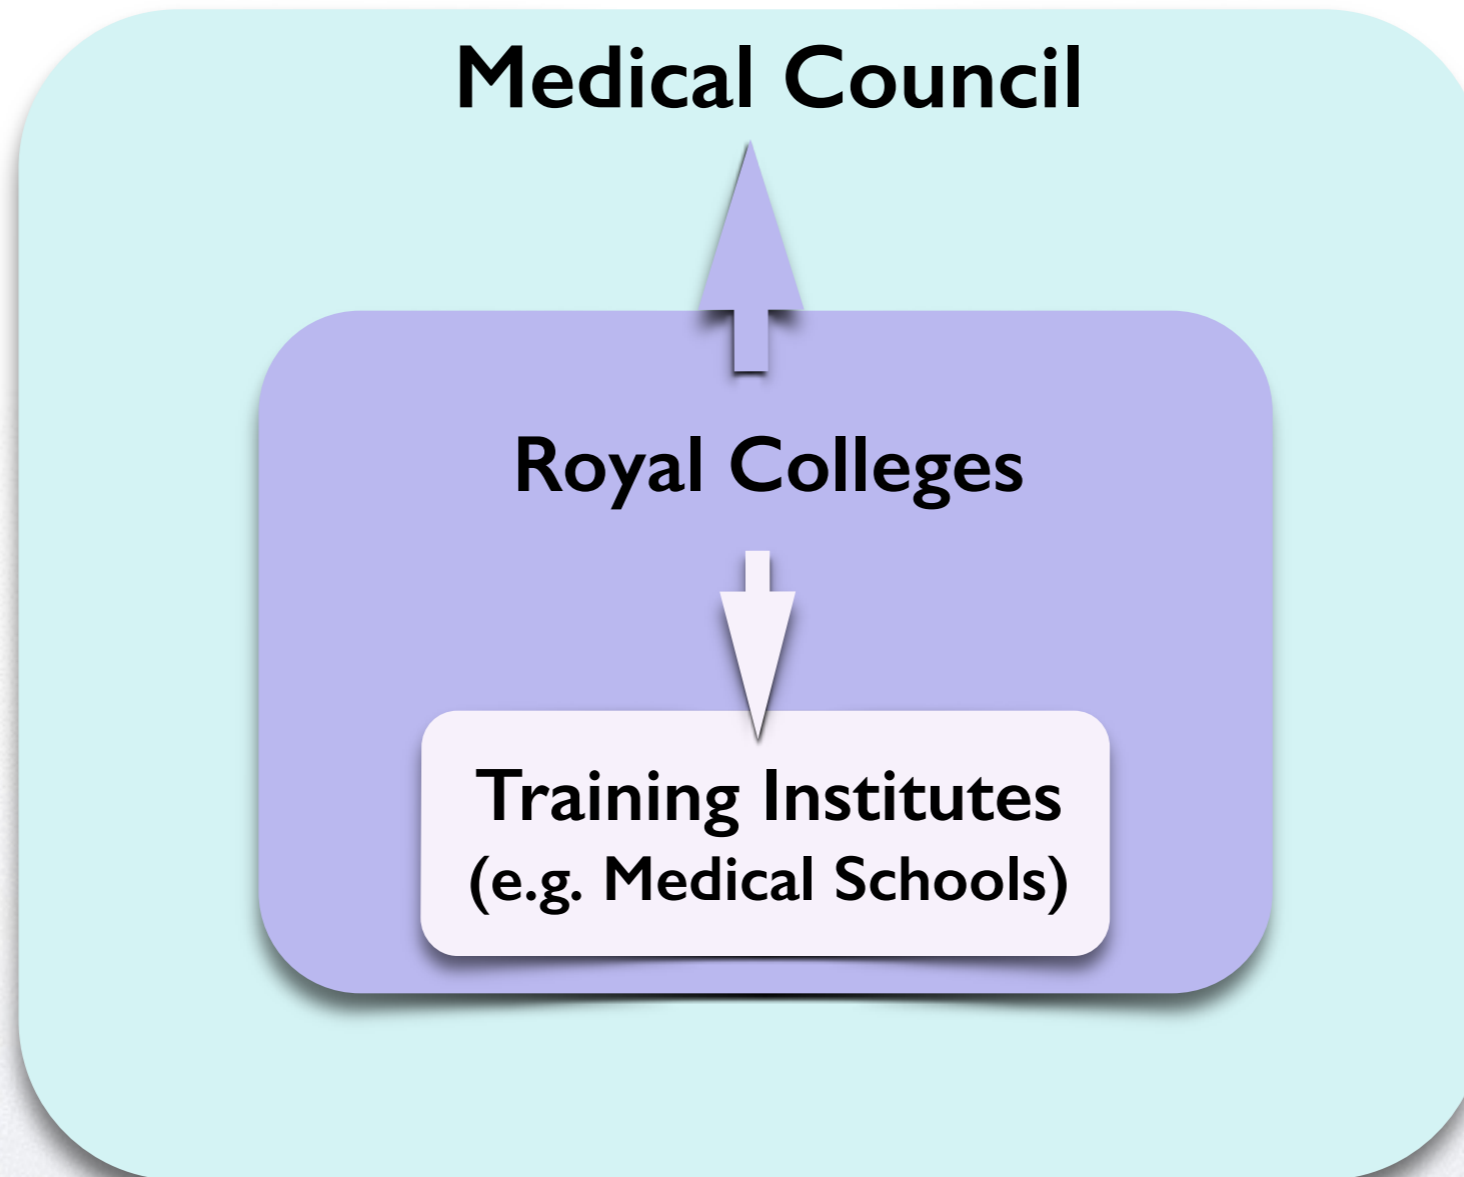 Medical Council
Royal Colleges
Training Institutes
(e.g. Medical Schools)